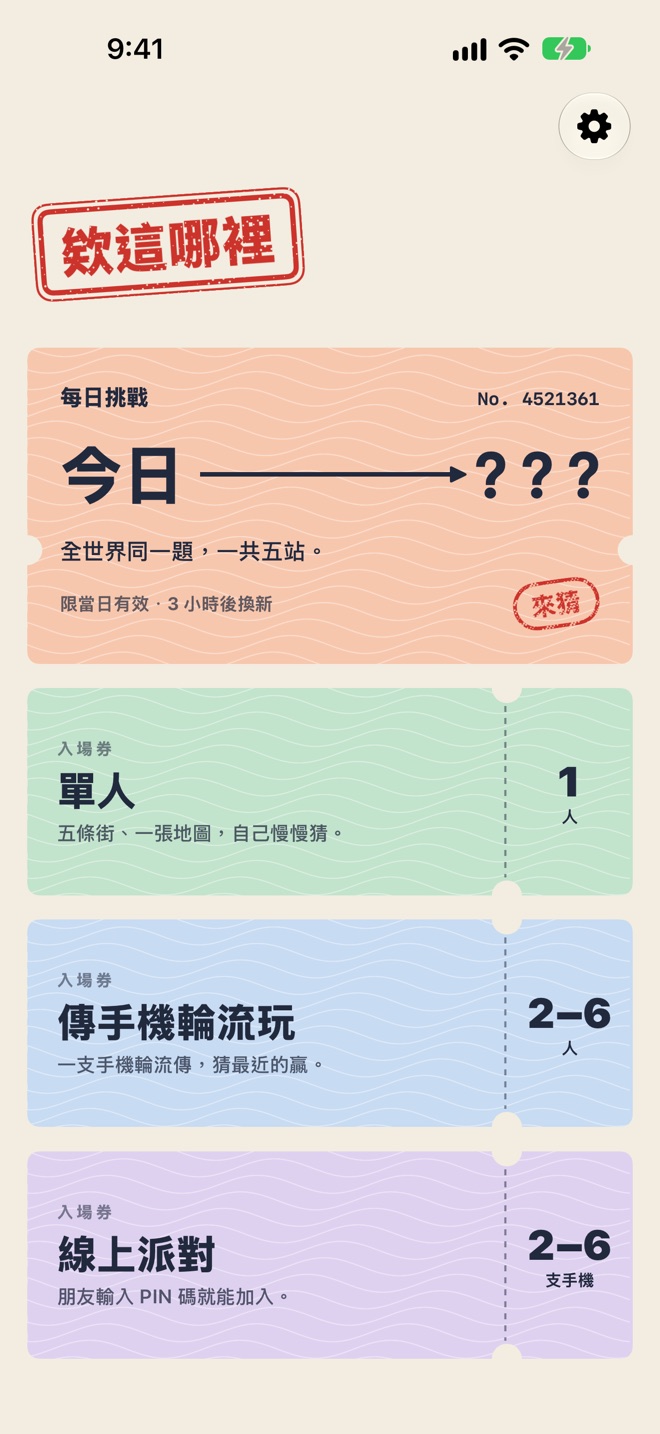 9:41
欸這哪裡
每日挑戰
No. 4521361
今日
???
全世界同一題，一共五站。
限當日有效 · 3 小時後換新
來猜
入場券
單人
五條街、一張地圖，自己慢慢猜。
1
人
入場券
傳手機輪流玩
一支手機輪流傳，猜最近的贏。
2–6
人
入場券
線上派對
朋友輸入 PIN 碼就能加入。
2–6
支手機